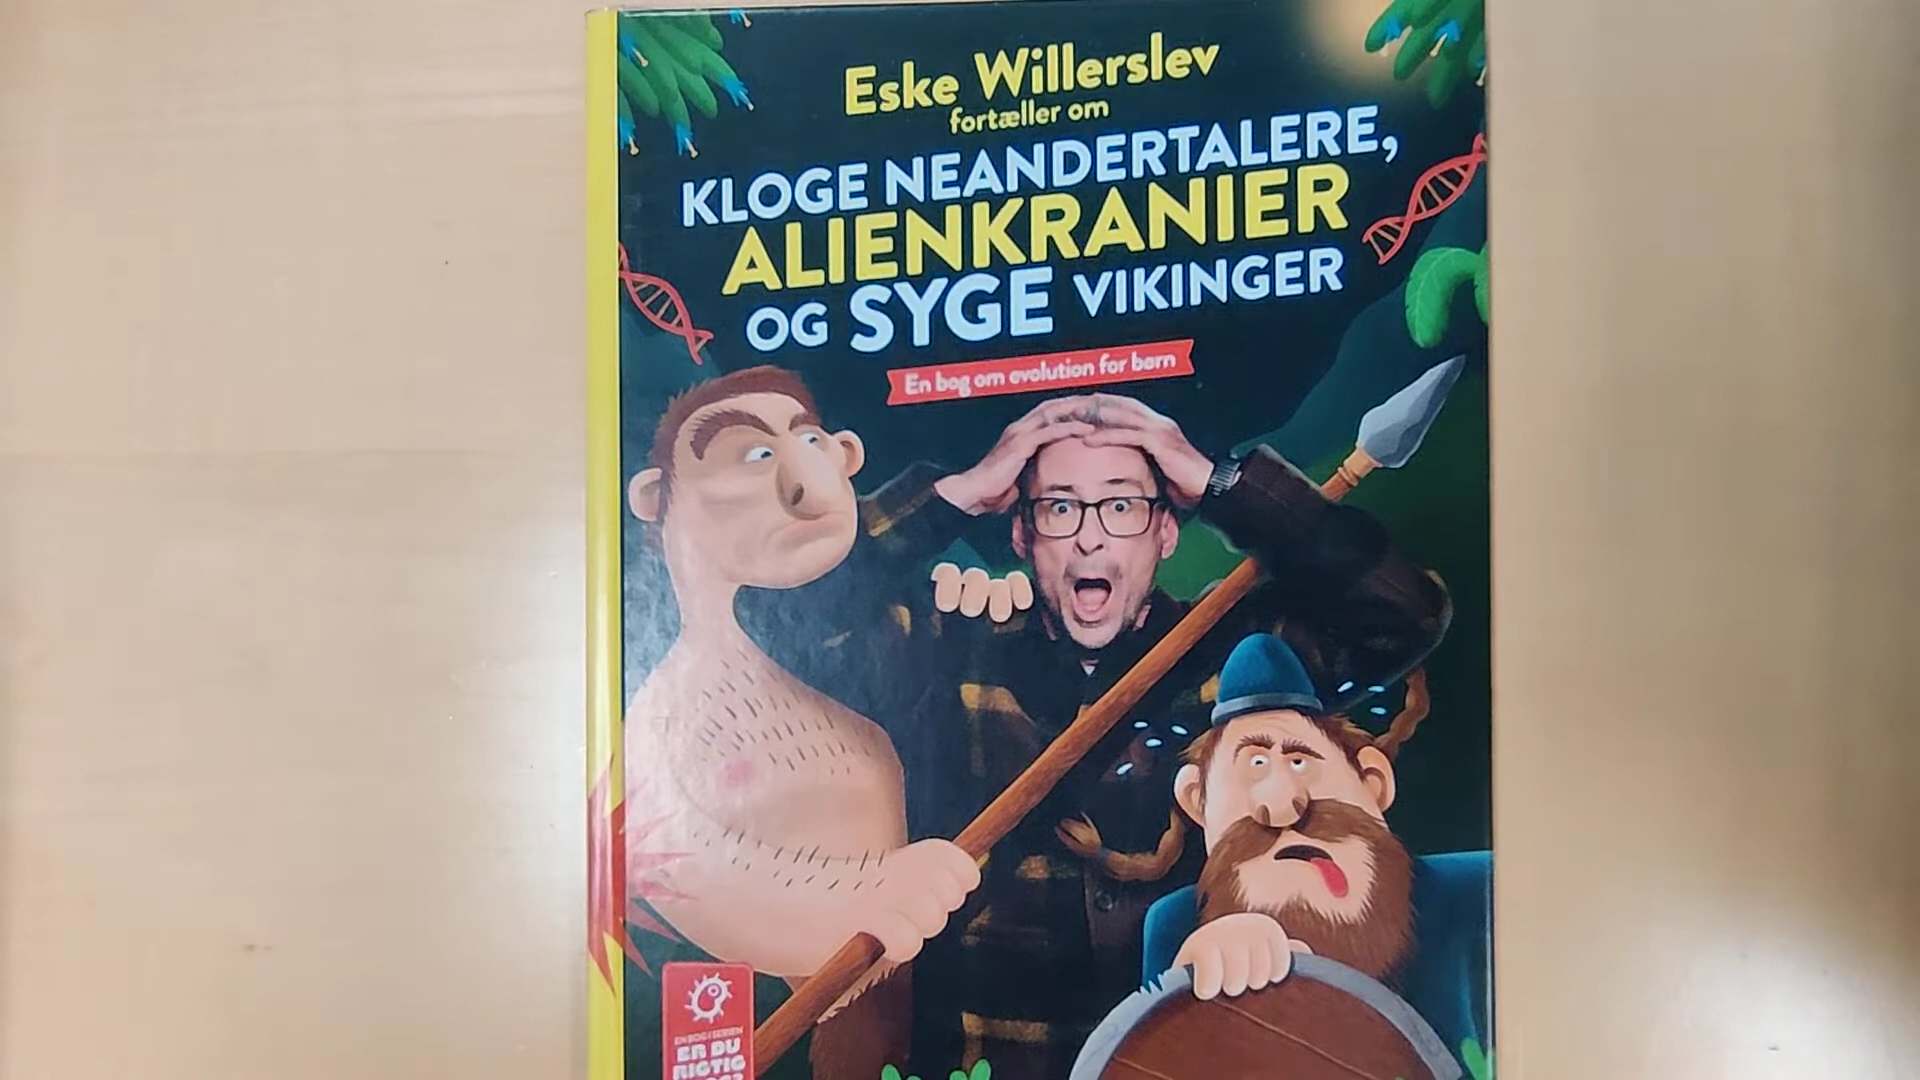 Eske Willerslev
fortæller om
KLOGE NEANDERTALERE,
ALIENKRANIER
OG SYGE VIKINGER
En bog om evolution for børn
EN BOG I SERIEN
ER DU
RIGTIG